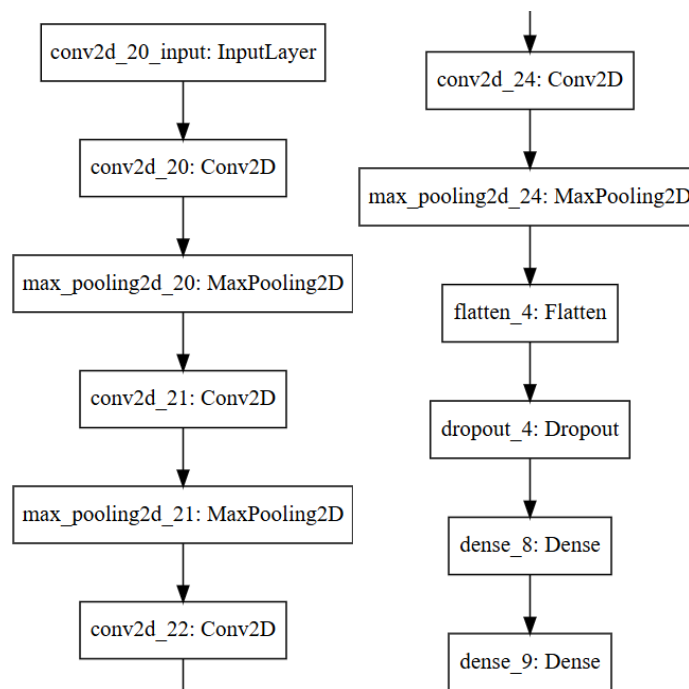 conv2d_20_input: InputLayer
conv2d_20: Conv2D
max_pooling2d_20: MaxPooling2D
conv2d_21: Conv2D
max_pooling2d_21: MaxPooling2D
conv2d_22: Conv2D
conv2d_24: Conv2D
max_pooling2d_24: MaxPooling2D
flatten_4: Flatten
dropout_4: Dropout
dense_8: Dense
dense_9: Dense